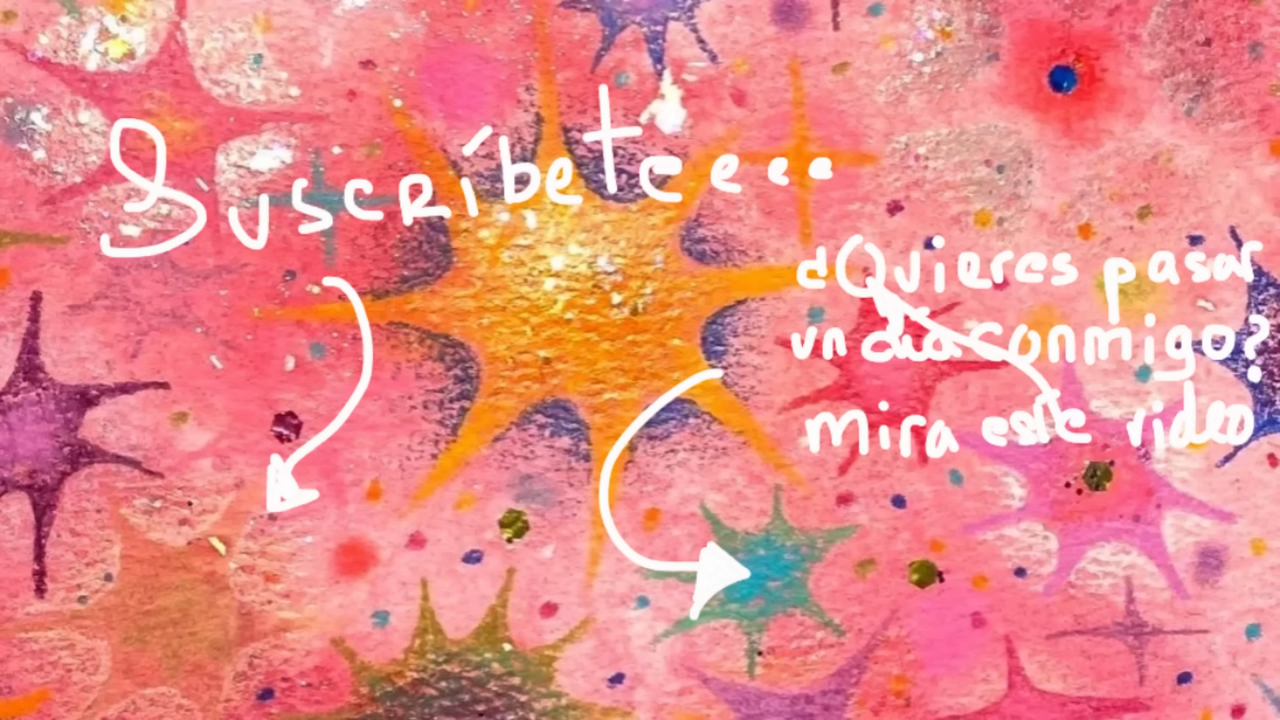 Suscríbeteeee...
¿Quieres pasar
un día conmigo?
mira este video